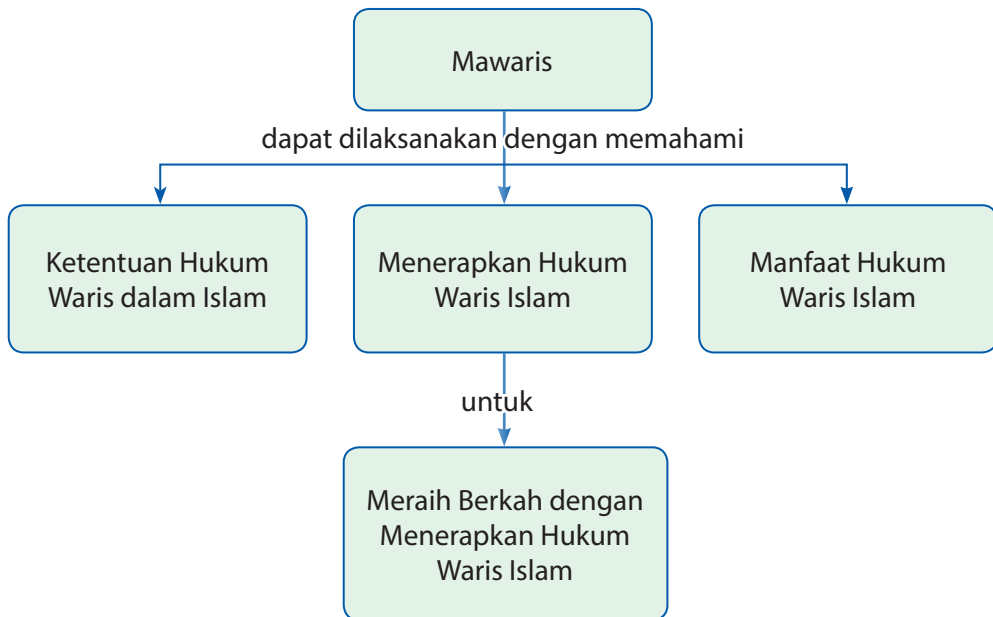 Mawaris
dapat dilaksanakan dengan memahami
Ketentuan Hukum
Waris dalam Islam
Menerapkan Hukum
Waris Islam
Manfaat Hukum
Waris Islam
untuk
Meraih Berkah dengan
Menerapkan Hukum
Waris Islam